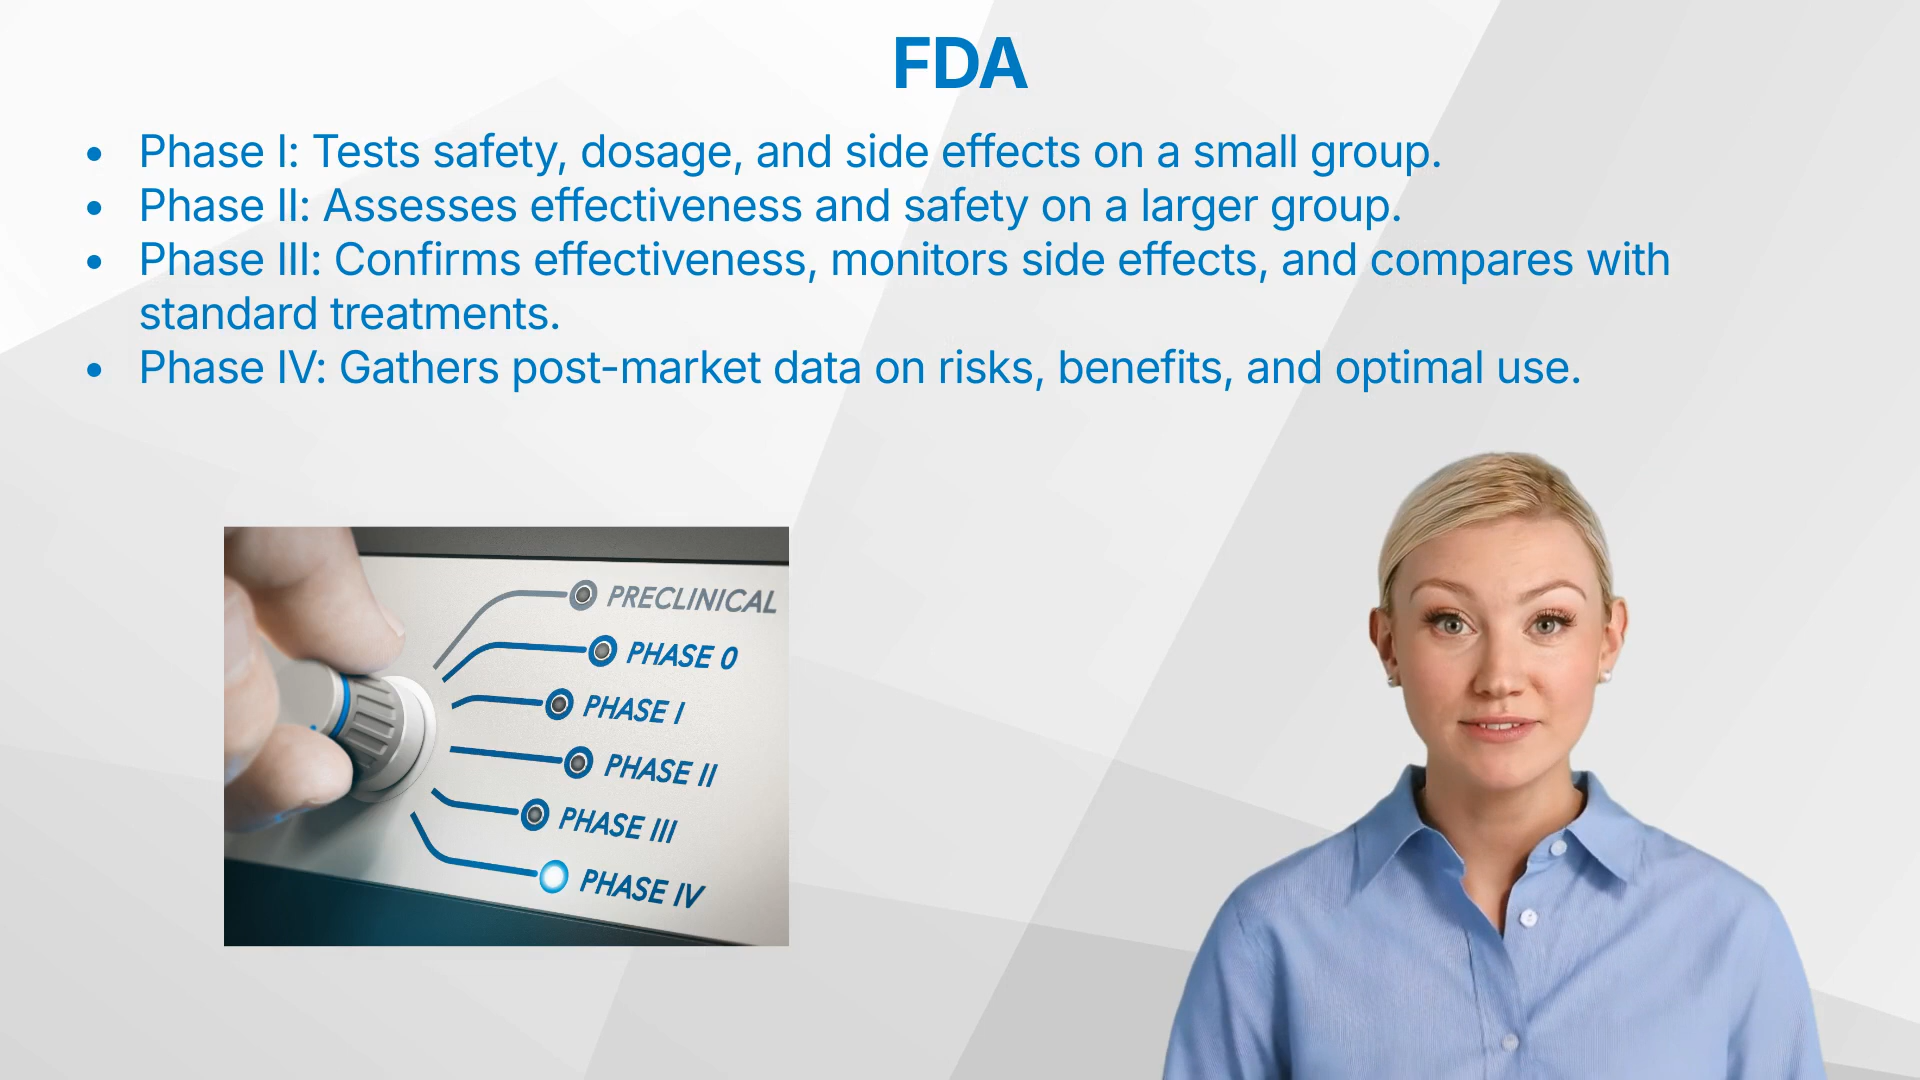 FDA
• Phase I: Tests safety, dosage, and side effects on a small group.
• Phase II: Assesses effectiveness and safety on a larger group.
• Phase III: Confirms effectiveness, monitors side effects, and compares with
standard treatments.
• Phase IV: Gathers post-market data on risks, benefits, and optimal use.
PRECLINICAL
PHASE 0
PHASE I
PHASE II
PHASE III
PHASE IV